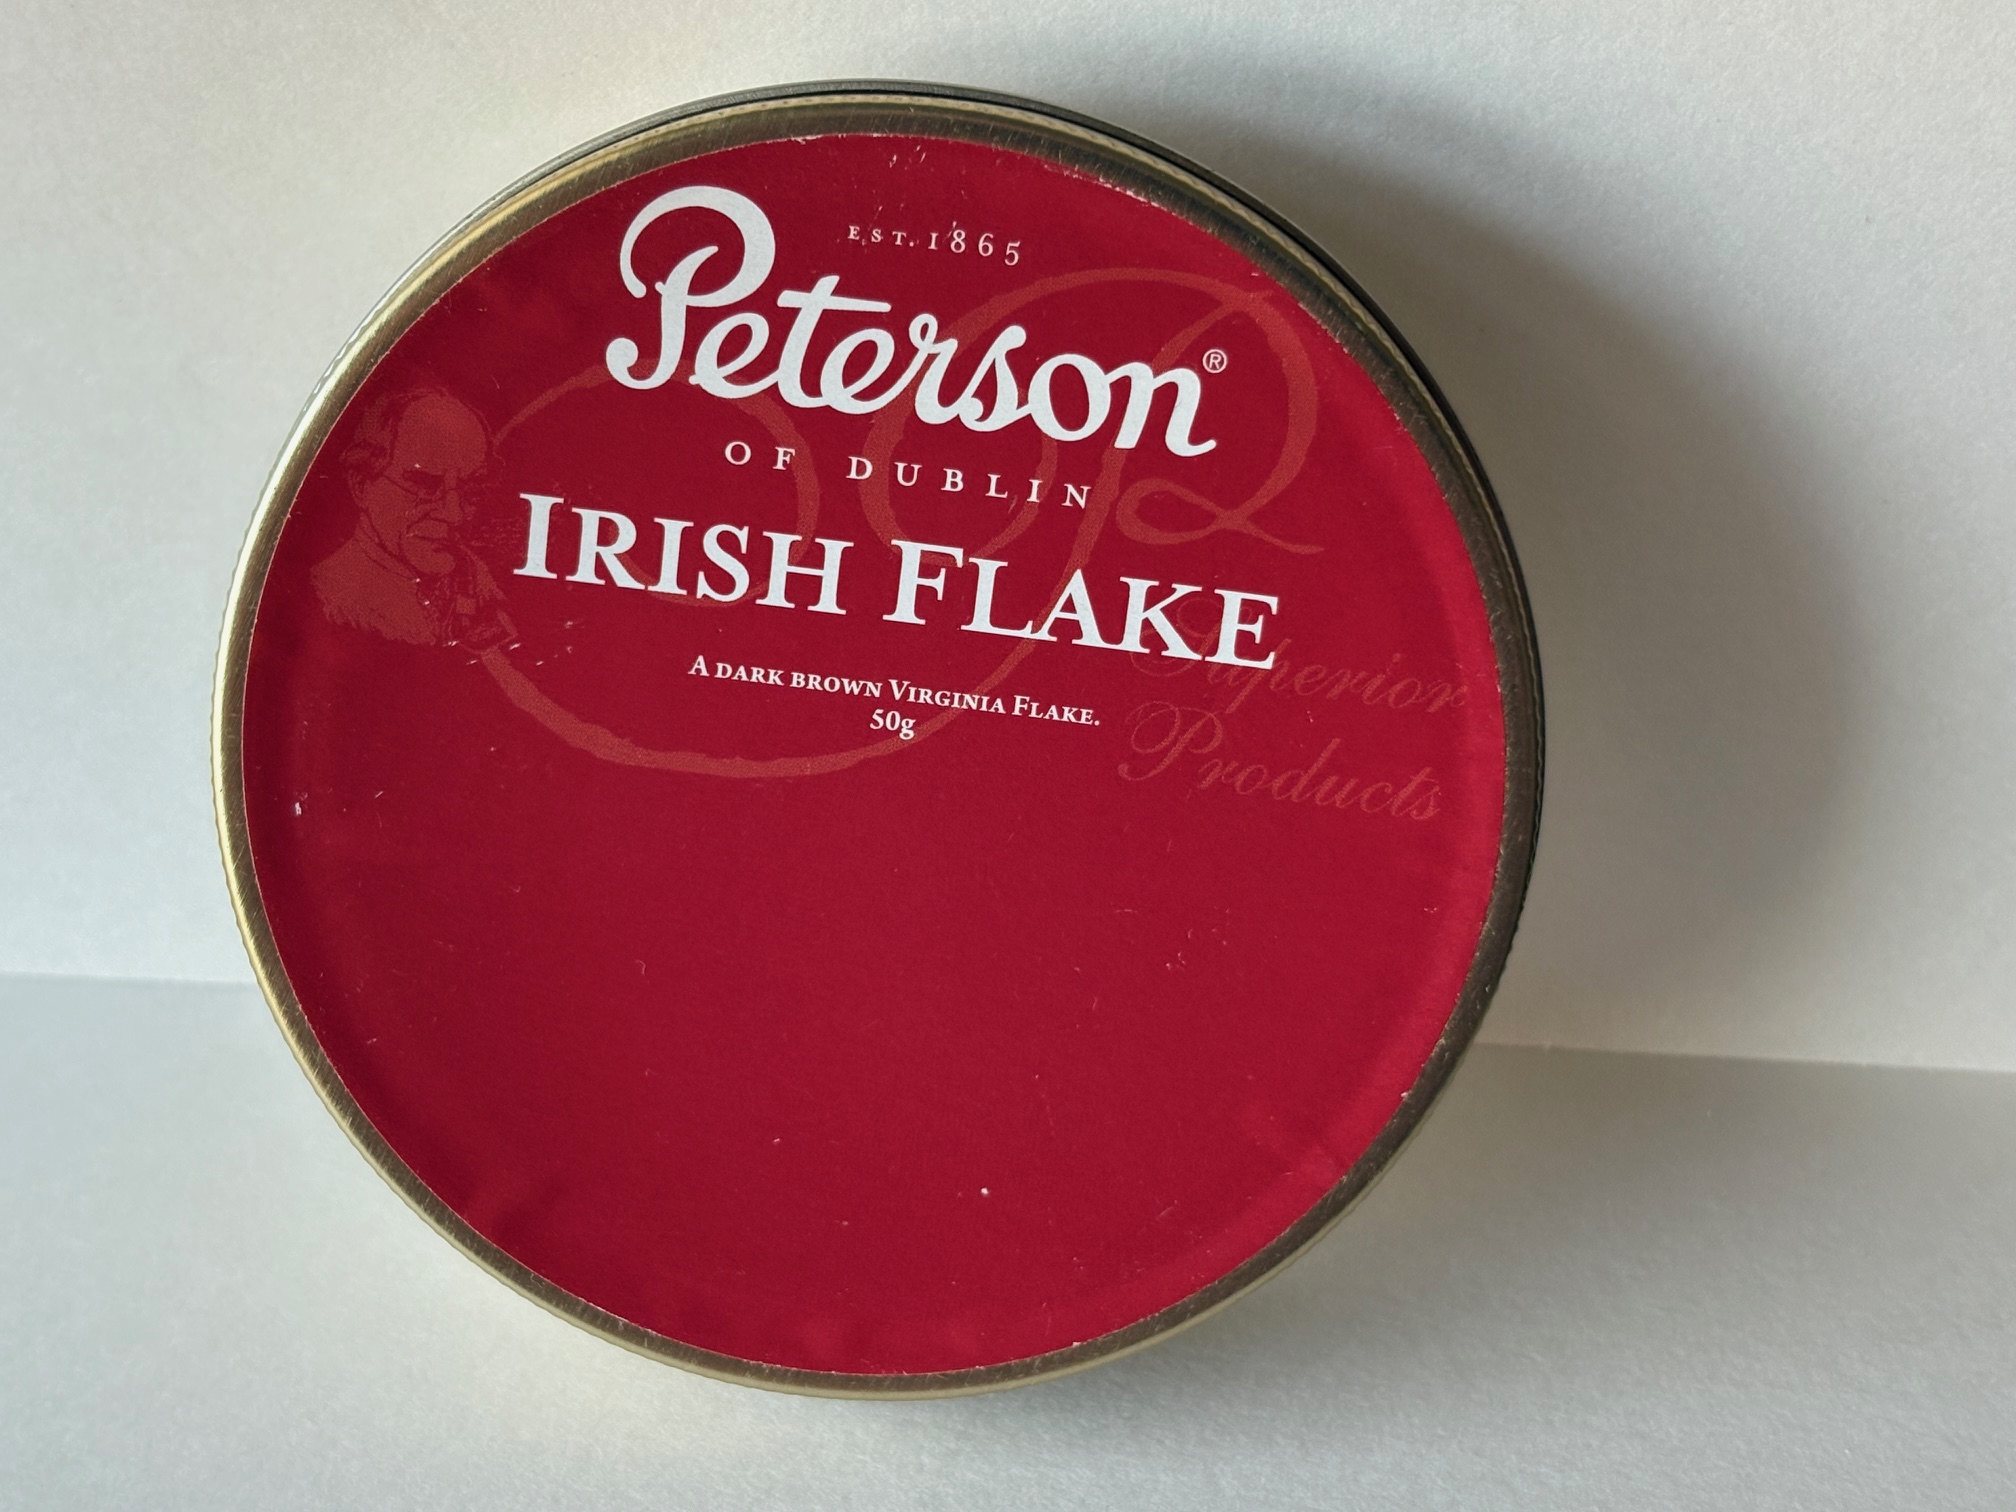 EST. 1865
Peterson®
OF DUBLIN
IRISH FLAKE
A DARK BROWN VIRGINIA FLAKE.
50g
Superior
Products